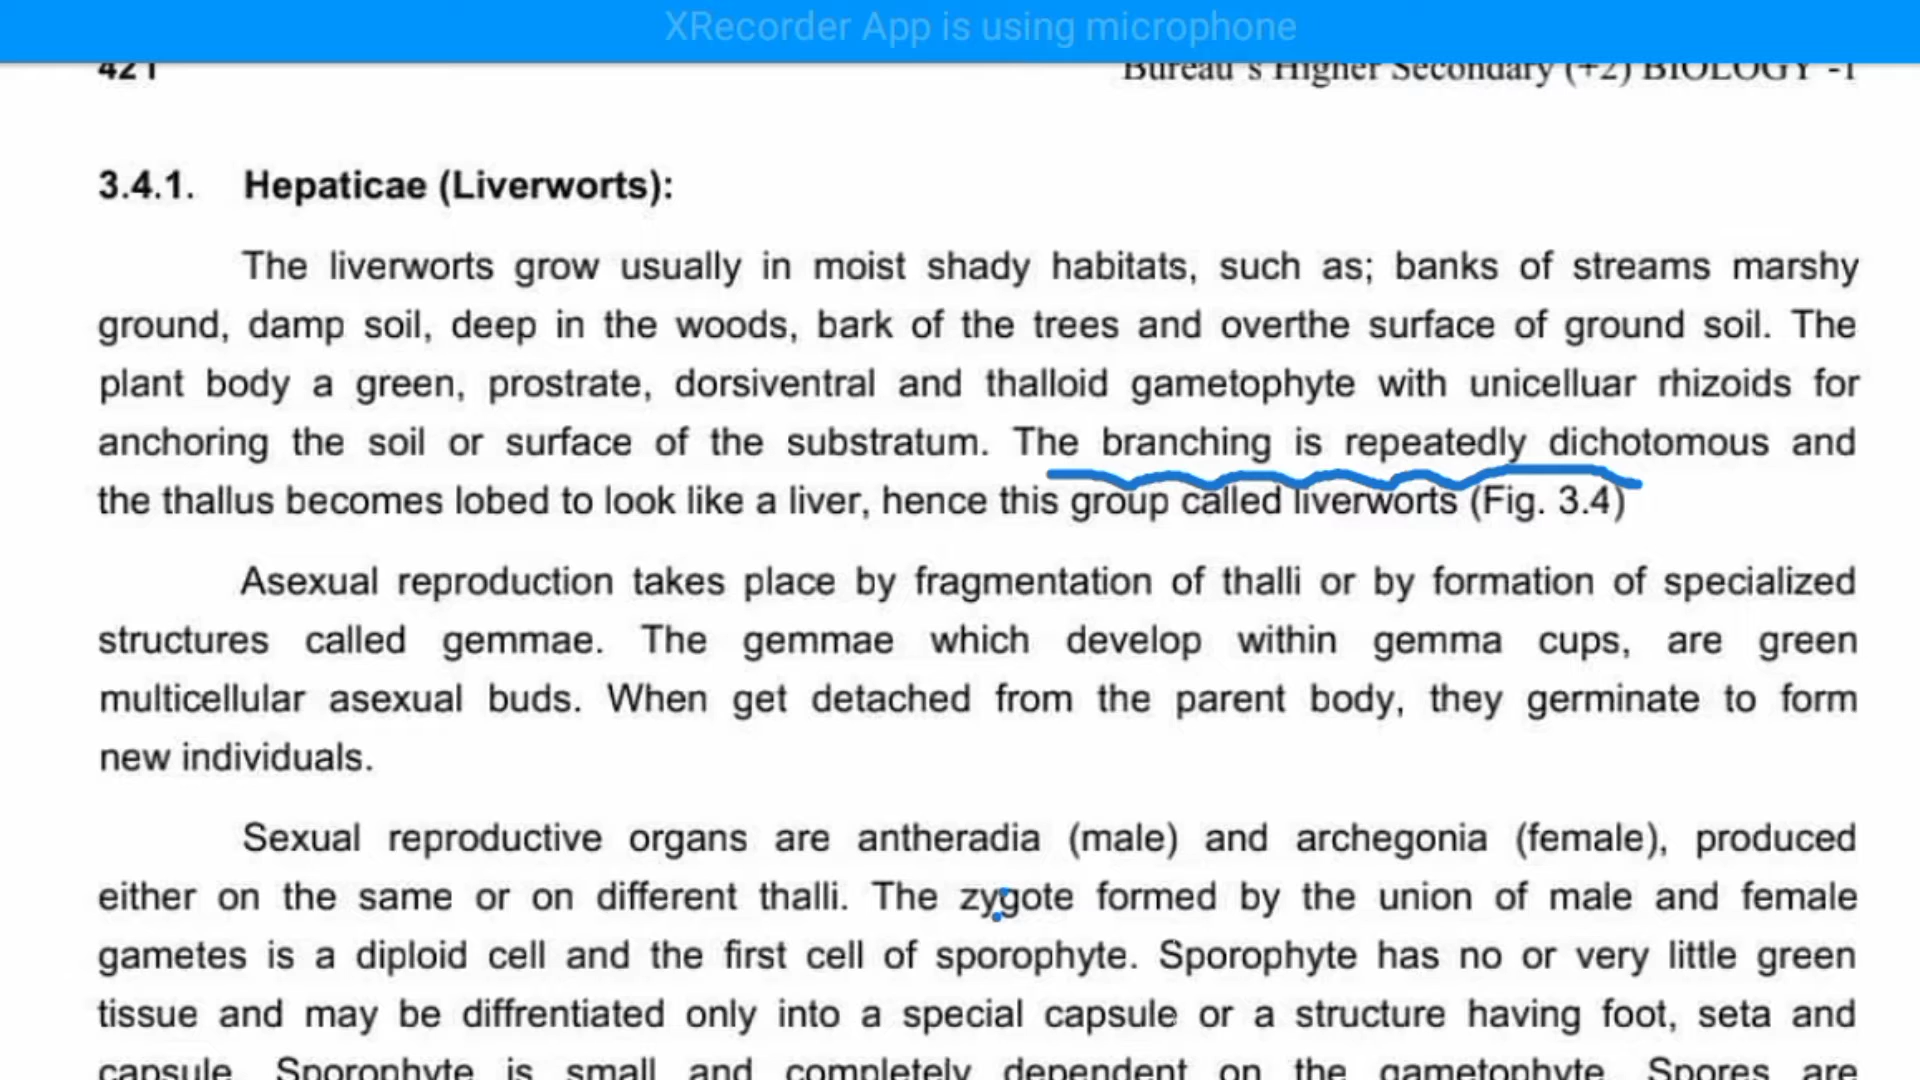 XRecorder App is using microphone
421 Bureau's Higher Secondary (+2) BIOLOGY -1
3.4.1. Hepaticae (Liverworts):
The liverworts grow usually in moist shady habitats, such as; banks of streams marshy
ground, damp soil, deep in the woods, bark of the trees and overthe surface of ground soil. The
plant body a green, prostrate, dorsiventral and thalloid gametophyte with unicelluar rhizoids for
anchoring the soil or surface of the substratum. The branching is repeatedly dichotomous and
the thallus becomes lobed to look like a liver, hence this group called liverworts (Fig. 3.4)
Asexual reproduction takes place by fragmentation of thalli or by formation of specialized
structures called gemmae. The gemmae which develop within gemma cups, are green
multicellular asexual buds. When get detached from the parent body, they germinate to form
new individuals.
Sexual reproductive organs are antheradia (male) and archegonia (female), produced
either on the same or on different thalli. The zygote formed by the union of male and female
gametes is a diploid cell and the first cell of sporophyte. Sporophyte has no or very little green
tissue and may be diffrentiated only into a special capsule or a structure having foot, seta and
capsule. Sporophyte is small and completely dependent on the gametophyte. Spores are